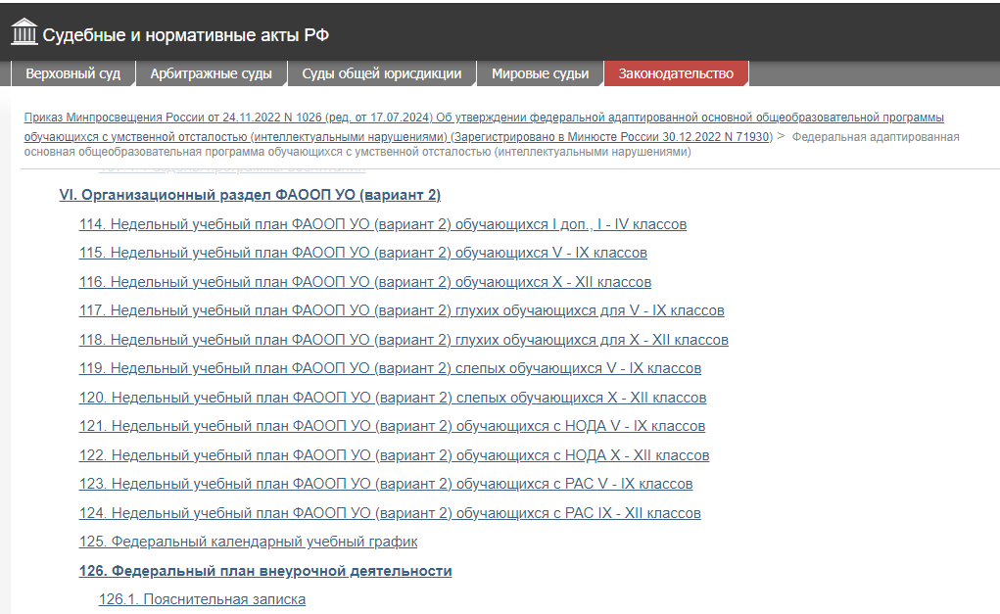 Судебные и нормативные акты РФ
Верховный суд Арбитражные суды Суды общей юрисдикции Мировые судьи Законодательство
Приказ Минпросвещения России от 24.11.2022 N 1026 (ред. от 17.07.2024) Об утверждении федеральной адаптированной основной общеобразовательной программы
обучающихся с умственной отсталостью (интеллектуальными нарушениями) (Зарегистрировано в Минюсте России 30.12.2022 N 71930) > Федеральная адаптированная
основная общеобразовательная программа обучающихся с умственной отсталостью (интеллектуальными нарушениями)
VI. Организационный раздел ФАООП УО (вариант 2)
114. Недельный учебный план ФАООП УО (вариант 2) обучающихся I доп., I - IV классов
115. Недельный учебный план ФАООП УО (вариант 2) обучающихся V - IX классов
116. Недельный учебный план ФАООП УО (вариант 2) обучающихся X - XII классов
117. Недельный учебный план ФАООП УО (вариант 2) глухих обучающихся для V - IX классов
118. Недельный учебный план ФАООП УО (вариант 2) глухих обучающихся для X - XII классов
119. Недельный учебный план ФАООП УО (вариант 2) слепых обучающихся V - IX классов
120. Недельный учебный план ФАООП УО (вариант 2) слепых обучающихся X - XII классов
121. Недельный учебный план ФАООП УО (вариант 2) обучающихся с НОДА V - IX классов
122. Недельный учебный план ФАООП УО (вариант 2) обучающихся с НОДА X - XII классов
123. Недельный учебный план ФАООП УО (вариант 2) обучающихся с РАС V - IX классов
124. Недельный учебный план ФАООП УО (вариант 2) обучающихся с РАС IX - XII классов
125. Федеральный календарный учебный график
126. Федеральный план внеурочной деятельности
126.1. Пояснительная записка